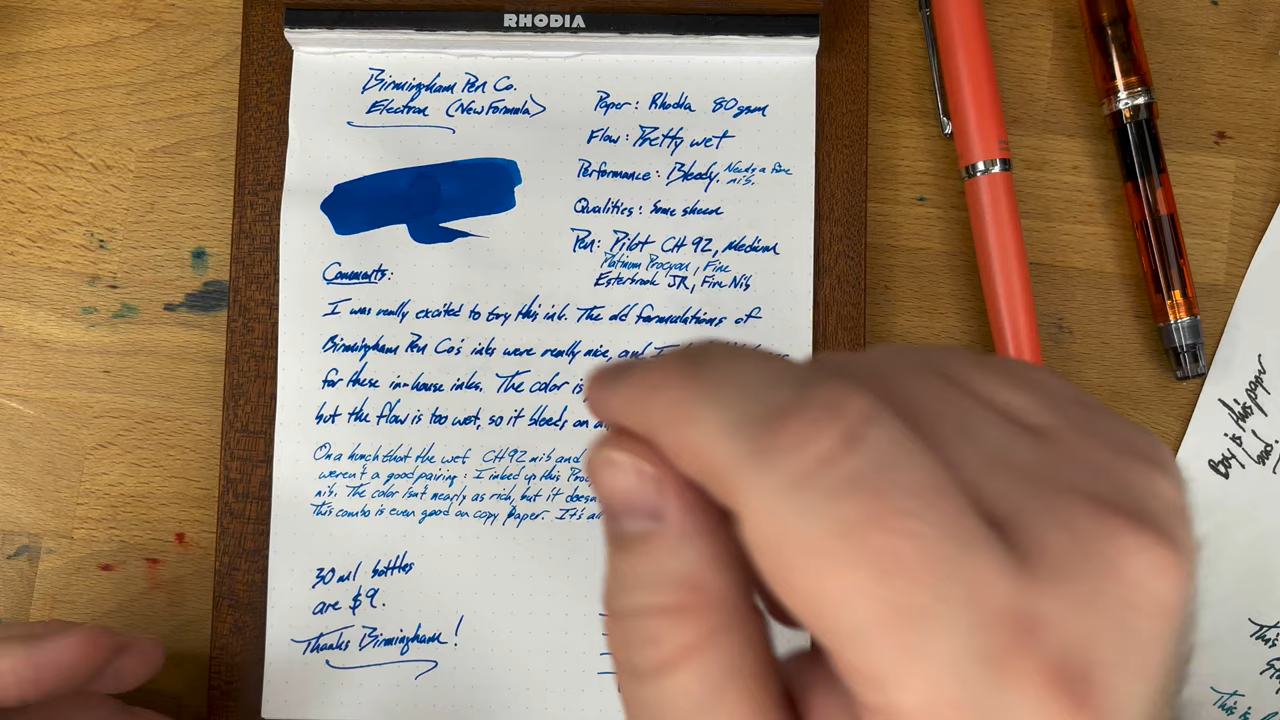 RHODIA
Birmingham Pen Co.
Electron (New Formula)
Paper: Rhodia 80gsm
Flow: Pretty wet
Performance: Bleedy. Needs a fine
nib.
Qualities: Some sheen
Pen: Pilot CH 92, Medium
Platinum Procyon, Fine
Esterbrook JR, Fine Nib
Comments:
I was really excited to try this ink. The old formulations of
Birmingham Pen Co's inks were really nice, and I
for these in-house inks. The color is
but the flow is too wet, so it bleeds on
On a hunch that the wet CH92 nib and
weren't a good pairing: I inked up this
nib. The color isn't nearly as rich, but it
This combo is even good on copy paper. It's
30 ml bottles
are $9.
Thanks Birmingham!
Boy is this paper
bad
This
This is